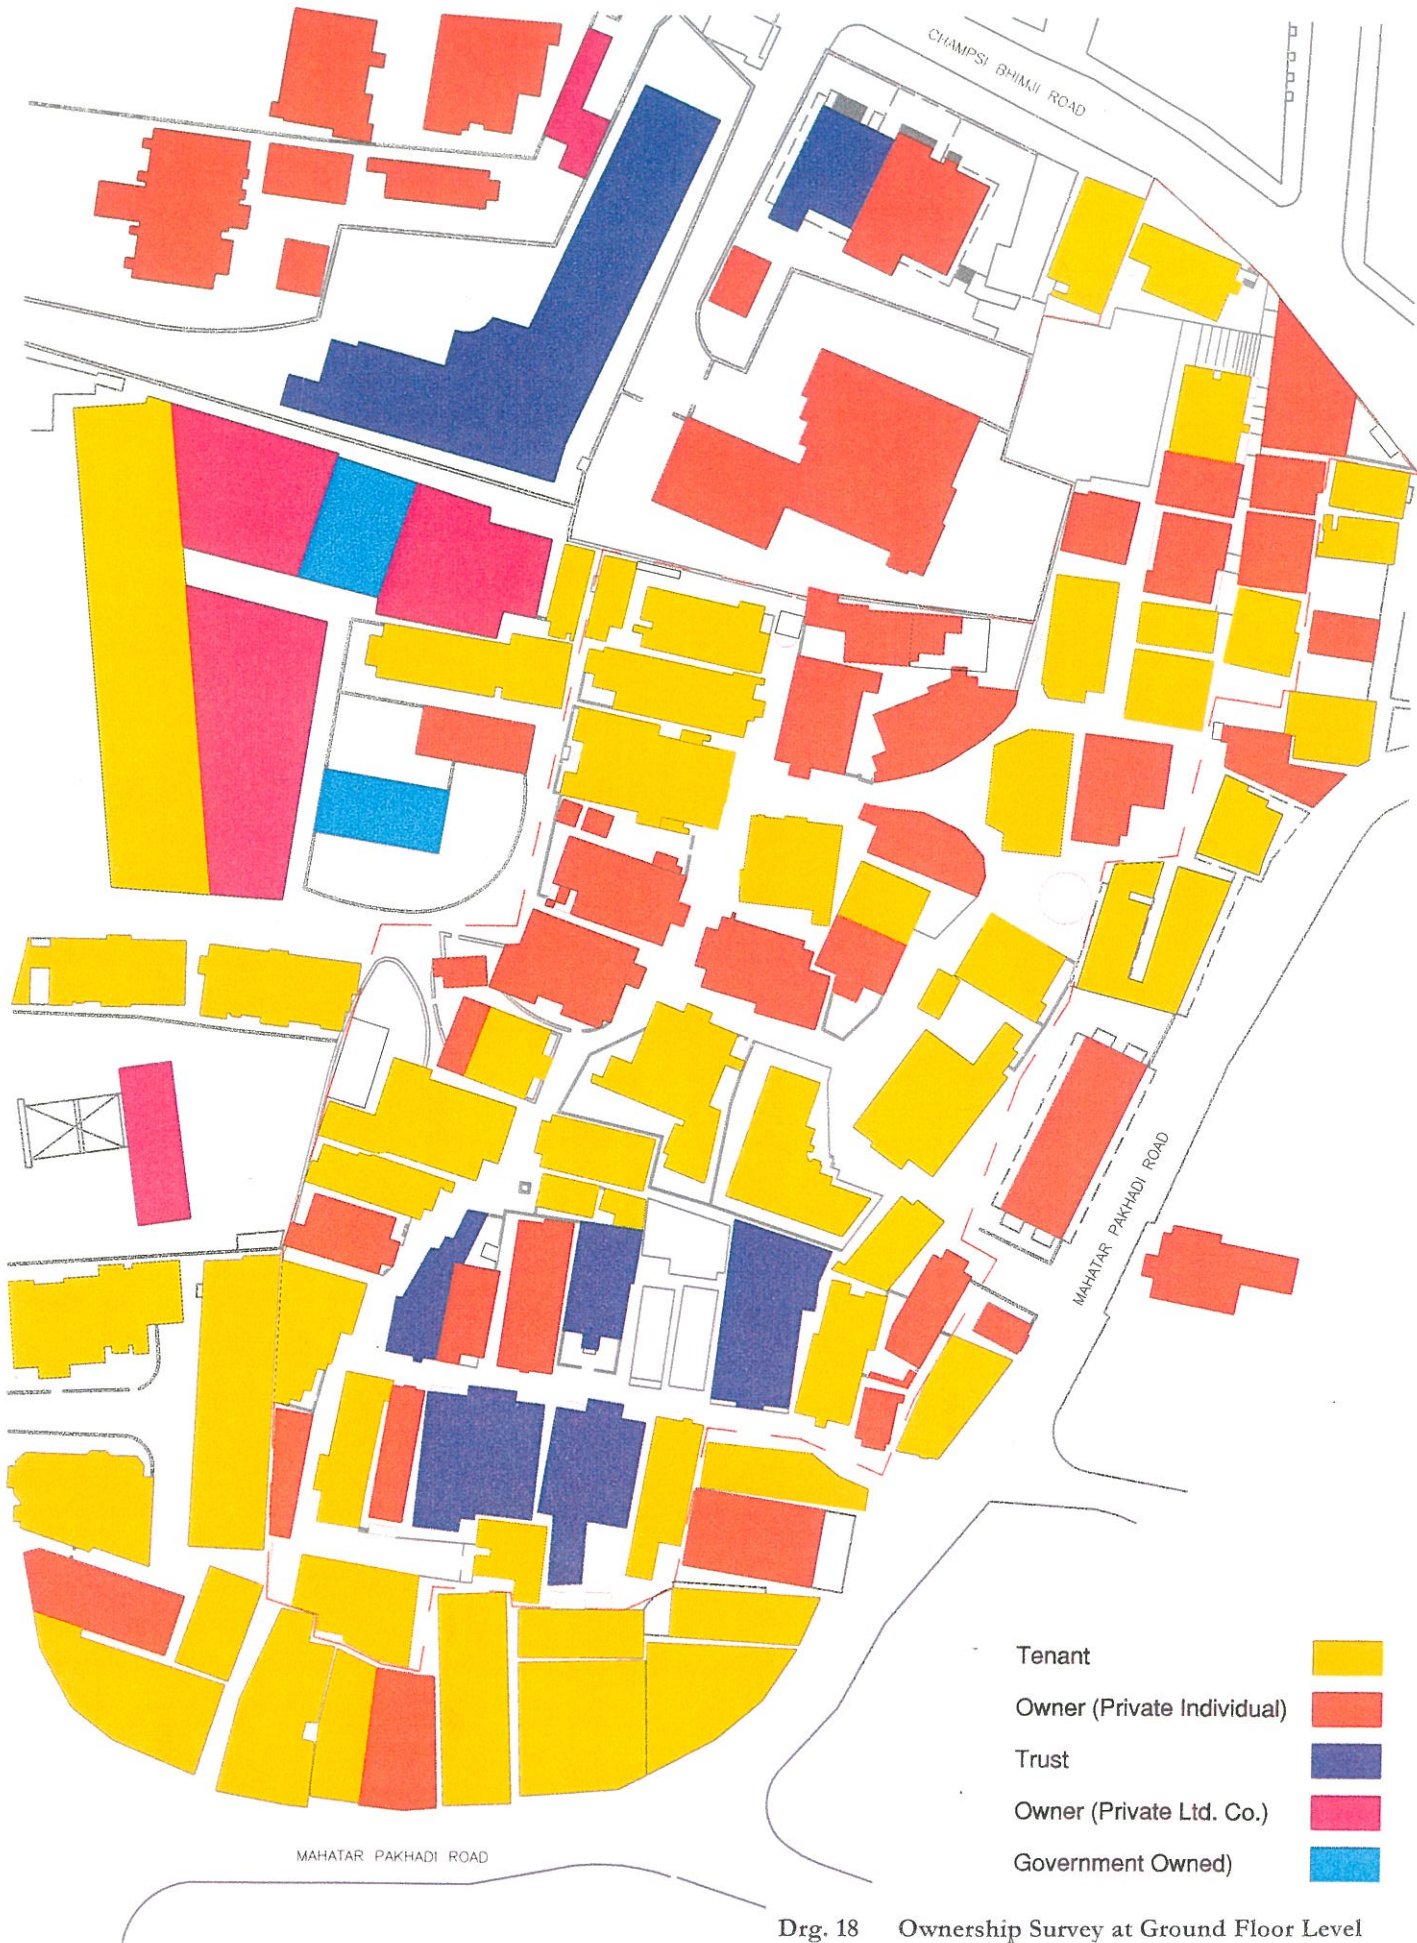 CHAMPSI BHIMJI ROAD
MAHATAR PAKHADI ROAD
Tenant
Owner (Private Individual)
Trust
Owner (Private Ltd. Co.)
Government Owned)
MAHATAR PAKHADI ROAD
Drg. 18 Ownership Survey at Ground Floor Level